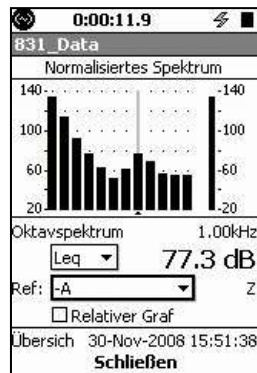 0:00:11.9
831_Data
Normalisiertes Spektrum
140 -140
100 -100
60 -60
20 -20
Oktavspektrum 1.00kHz
Leq 77.3 dB
Ref: -A Z
Relativer Graf
Übersich 30-Nov-2008 15:51:38
Schließen